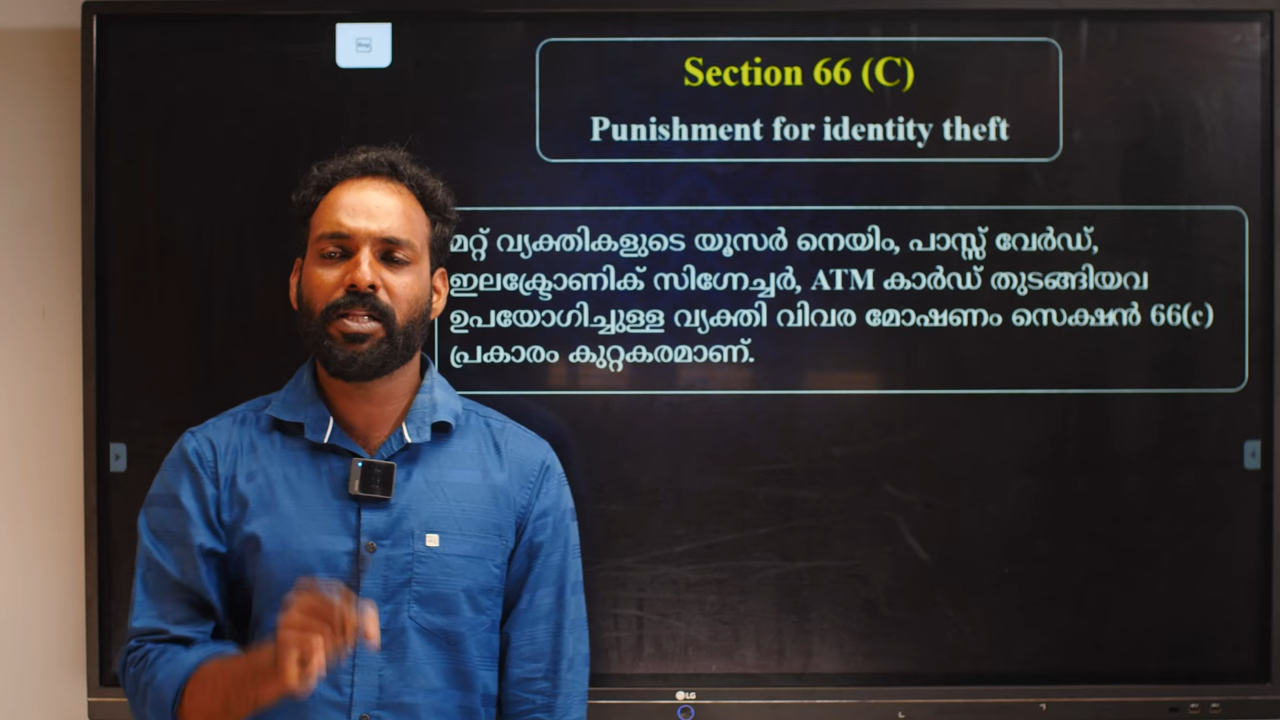 Section 66 (C)
Punishment for identity theft
മറ്റ് വ്യക്തികളുടെ യൂസർ നെയിം, പാസ്സ് വേർഡ്,
ഇലക്ട്രോണിക് സിഗ്നേച്ചർ, ATM കാർഡ് തുടങ്ങിയവ
ഉപയോഗിച്ചുള്ള വ്യക്തി വിവര മോഷണം സെക്ഷൻ 66(c)
പ്രകാരം കുറ്റകരമാണ്.
LG